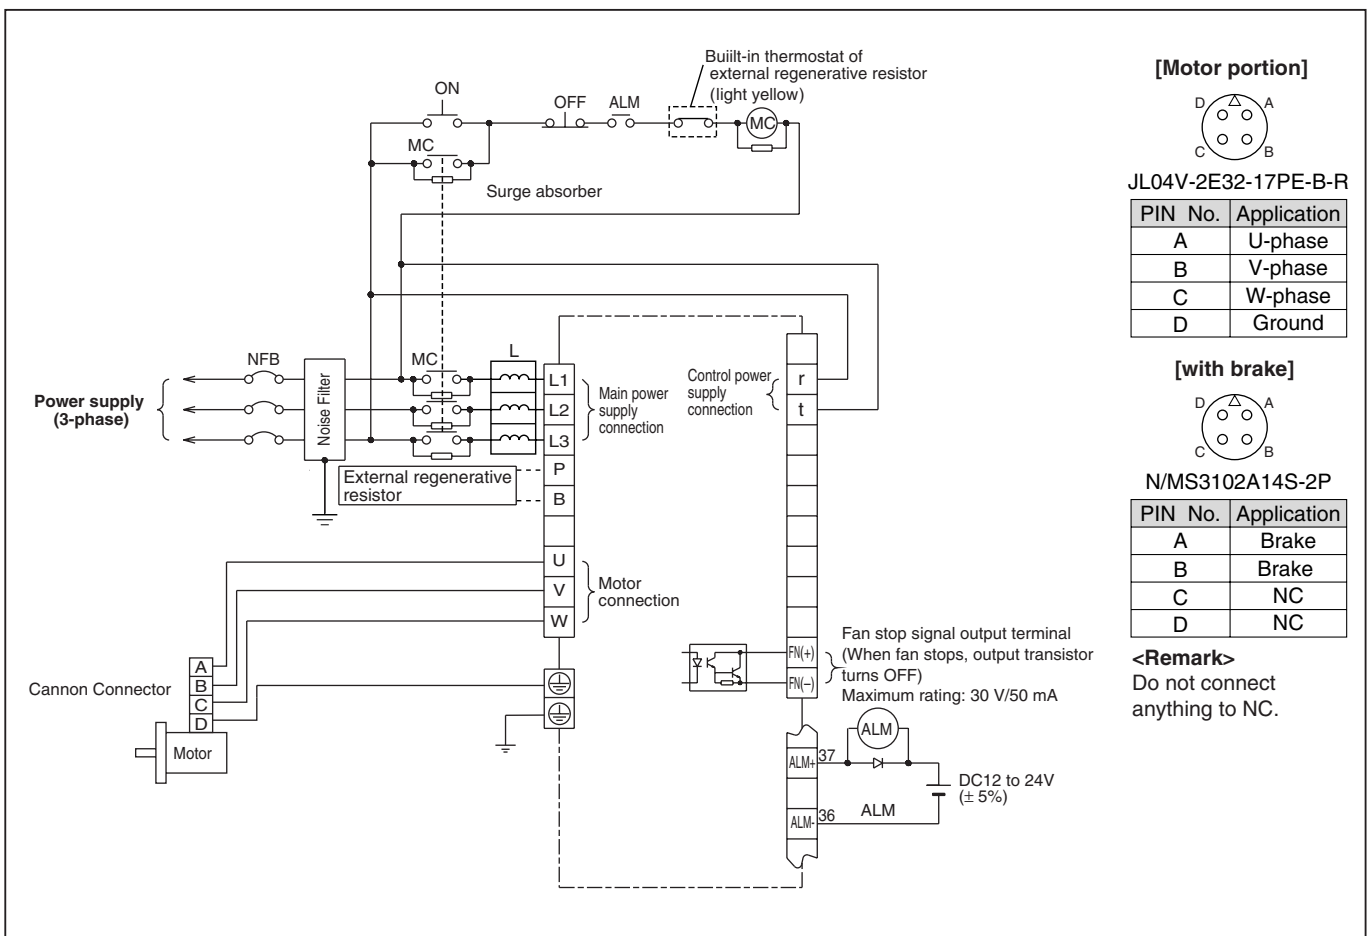 Buiilt-in thermostat of
external regenerative resistor
(light yellow)
ON
OFF
ALM
MC
MC
Surge absorber
NFB
Noise Filter
MC
L
Power supply
(3-phase)
L1
L2
L3
P
B
U
V
W
Main power
supply
connection
External regenerative
resistor
Motor
connection
Control power
supply
connection
r
t
FN(+)
FN(−)
Fan stop signal output terminal
(When fan stops, output transistor
turns OFF)
Maximum rating: 30 V/50 mA
ALM
ALM+
37
DC12 to 24V
(± 5%)
ALM-
36
ALM
Cannon Connector
A
B
C
D
Motor
[Motor portion]
D A
C B
JL04V-2E32-17PE-B-R
PIN No. Application
A U-phase
B V-phase
C W-phase
D Ground
[with brake]
D A
C B
N/MS3102A14S-2P
PIN No. Application
A Brake
B Brake
C NC
D NC
<Remark>
Do not connect
anything to NC.